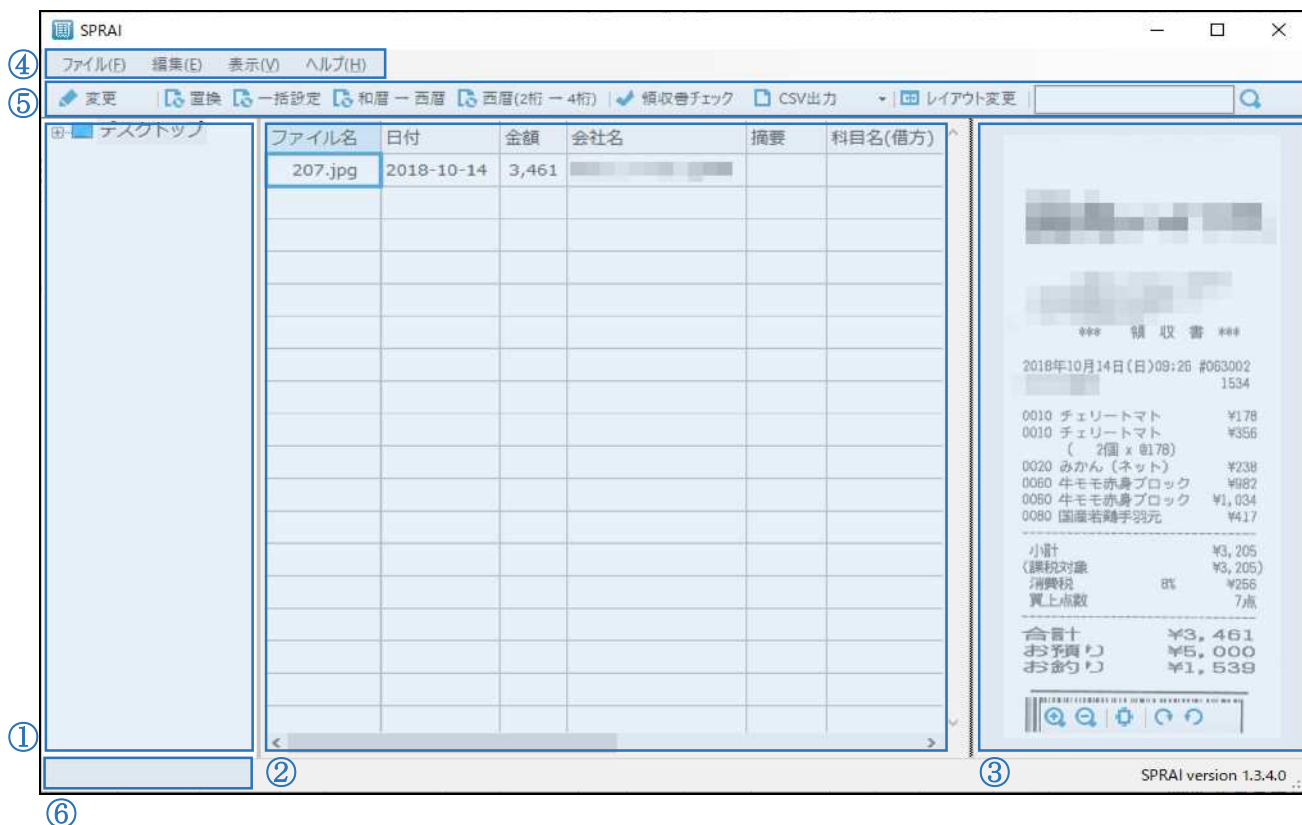 SPRAI
④ ファイル(F) 編集(E) 表示(V) ヘルプ(H)
⑤ 変更 置換 一括設定 和暦 ー 西暦 西暦(2桁 ー 4桁) 領収書チェック CSV出力 レイアウト変更
デスクトップ
ファイル名 日付 金額 会社名 摘要 科目名(借方)
207.jpg 2018-10-14 3,461
*** 領 収 書 ***
2018年10月14日(日)09:26 #063002
1534
0010 チェリートマト ¥178
0010 チェリートマト ¥356
( 2個 x @178)
0020 みかん (ネット) ¥238
0060 牛モモ赤身ブロック ¥982
0060 牛モモ赤身ブロック ¥1,034
0080 国産若鶏手羽元 ¥417
小計 ¥3,205
(課税対象 ¥3,205)
消費税 8% ¥256
買上点数 7点
合計 ¥3,461
お預り ¥5,000
お釣り ¥1,539
①
② ③ SPRAI version 1.3.4.0
⑥